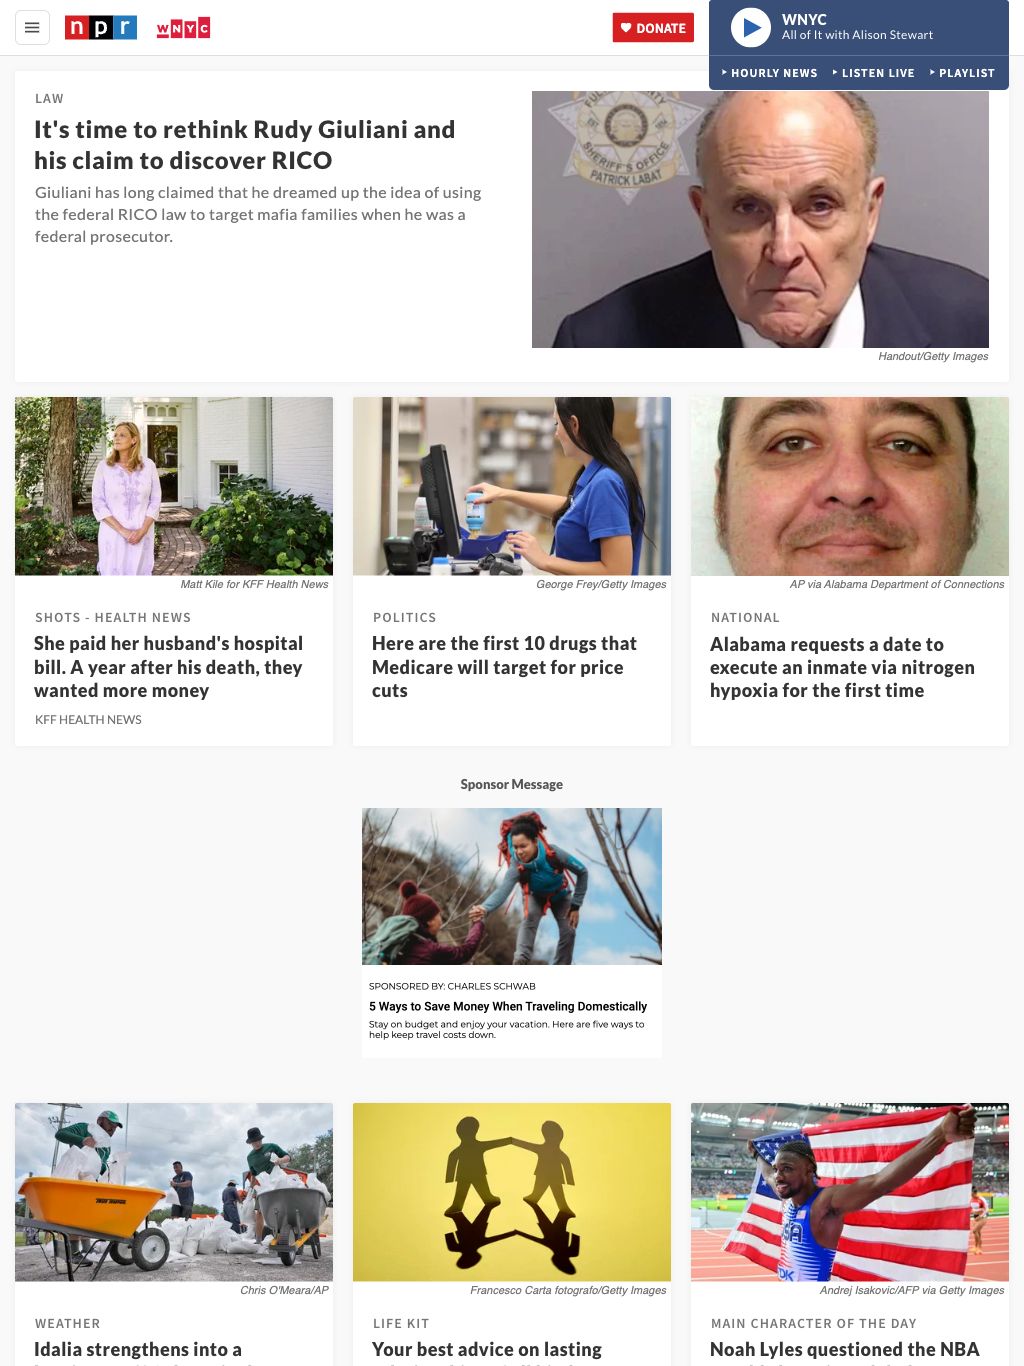 npr
WNYC
DONATE
WNYC
All of It with Alison Stewart
HOURLY NEWS
LISTEN LIVE
PLAYLIST
LAW
It's time to rethink Rudy Giuliani and
his claim to discover RICO
Giuliani has long claimed that he dreamed up the idea of using
the federal RICO law to target mafia families when he was a
federal prosecutor.
SHERIFF'S OFFICE
PATRICK LABAT
Handout/Getty Images
Matt Kile for KFF Health News
SHOTS - HEALTH NEWS
She paid her husband's hospital
bill. A year after his death, they
wanted more money
KFF HEALTH NEWS
George Frey/Getty Images
POLITICS
Here are the first 10 drugs that
Medicare will target for price
cuts
AP via Alabama Department of Connections
NATIONAL
Alabama requests a date to
execute an inmate via nitrogen
hypoxia for the first time
Sponsor Message
SPONSORED BY: CHARLES SCHWAB
5 Ways to Save Money When Traveling Domestically
Stay on budget and enjoy your vacation. Here are five ways to
help keep travel costs down.
Chris O'Meara/AP
WEATHER
Idalia strengthens into a
Francesco Carta fotografo/Getty Images
LIFE KIT
Your best advice on lasting
Andrej Isakovic/AFP via Getty Images
MAIN CHARACTER OF THE DAY
Noah Lyles questioned the NBA